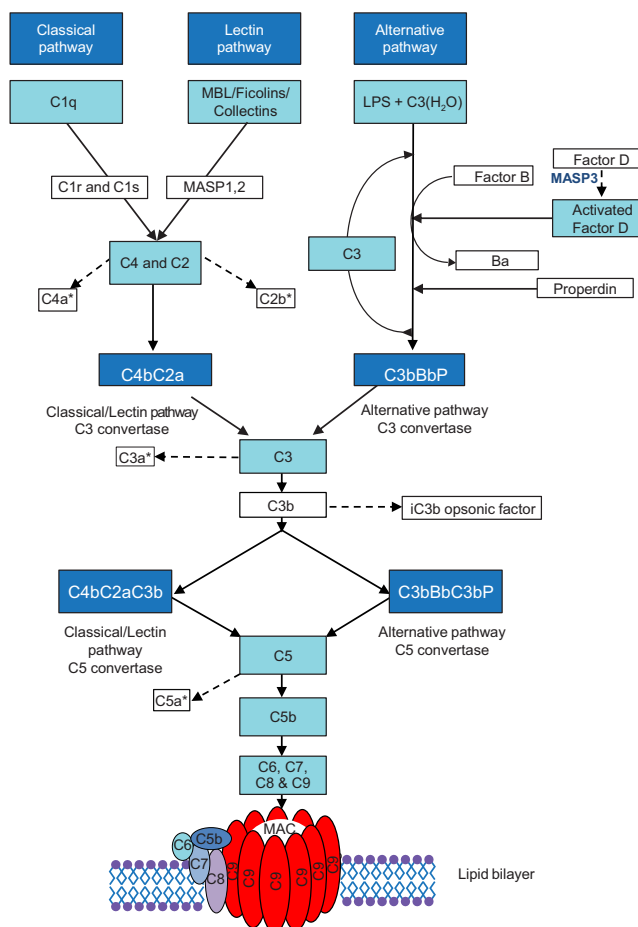 Classical
pathway
Lectin
pathway
Alternative
pathway
C1q
MBL/Ficolins/
Collectins
LPS + C3(H₂O)
C1r and C1s
MASP1,2
Factor B
Factor D
MASP3
Activated
Factor D
C4 and C2
C3
Ba
C4a*
C2b*
Properdin
C4bC2a
C3bBbP
Classical/Lectin pathway
C3 convertase
Alternative pathway
C3 convertase
C3a*
C3
C3b
iC3b opsonic factor
C4bC2aC3b
C3bBbC3bP
Classical/Lectin
pathway
C5 convertase
Alternative pathway
C5 convertase
C5
C5a*
C5b
C6, C7,
C8 & C9
MAC
C6
C5b
C7
C8
C9
C9
C9
C9
C9
C9
Lipid bilayer